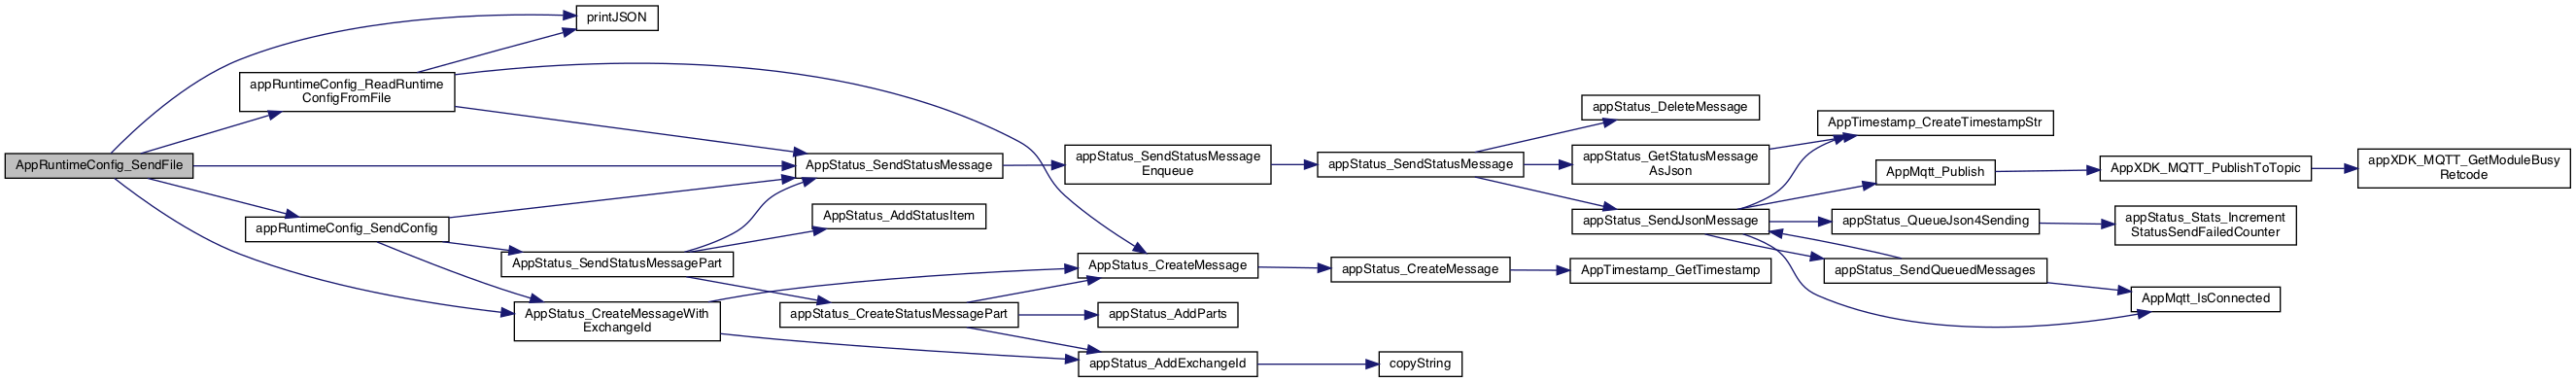 printJSON
appRuntimeConfig_ReadRuntime
ConfigFromFile
AppRuntimeConfig_SendFile
appRuntimeConfig_SendConfig
AppStatus_SendStatusMessage
AppStatus_AddStatusItem
AppStatus_SendStatusMessagePart
AppStatus_CreateMessageWith
ExchangeId
appStatus_CreateStatusMessagePart
appStatus_SendStatusMessage
Enqueue
AppStatus_CreateMessage
appStatus_AddParts
appStatus_AddExchangeId
appStatus_SendStatusMessage
appStatus_CreateMessage
copyString
appStatus_DeleteMessage
appStatus_GetStatusMessage
AsJson
appStatus_SendJsonMessage
AppTimestamp_GetTimestamp
AppTimestamp_CreateTimestampStr
AppMqtt_Publish
appStatus_QueueJson4Sending
appStatus_SendQueuedMessages
AppXDK_MQTT_PublishToTopic
appStatus_Stats_Increment
StatusSendFailedCounter
AppMqtt_IsConnected
appXDK_MQTT_GetModuleBusy
Retcode